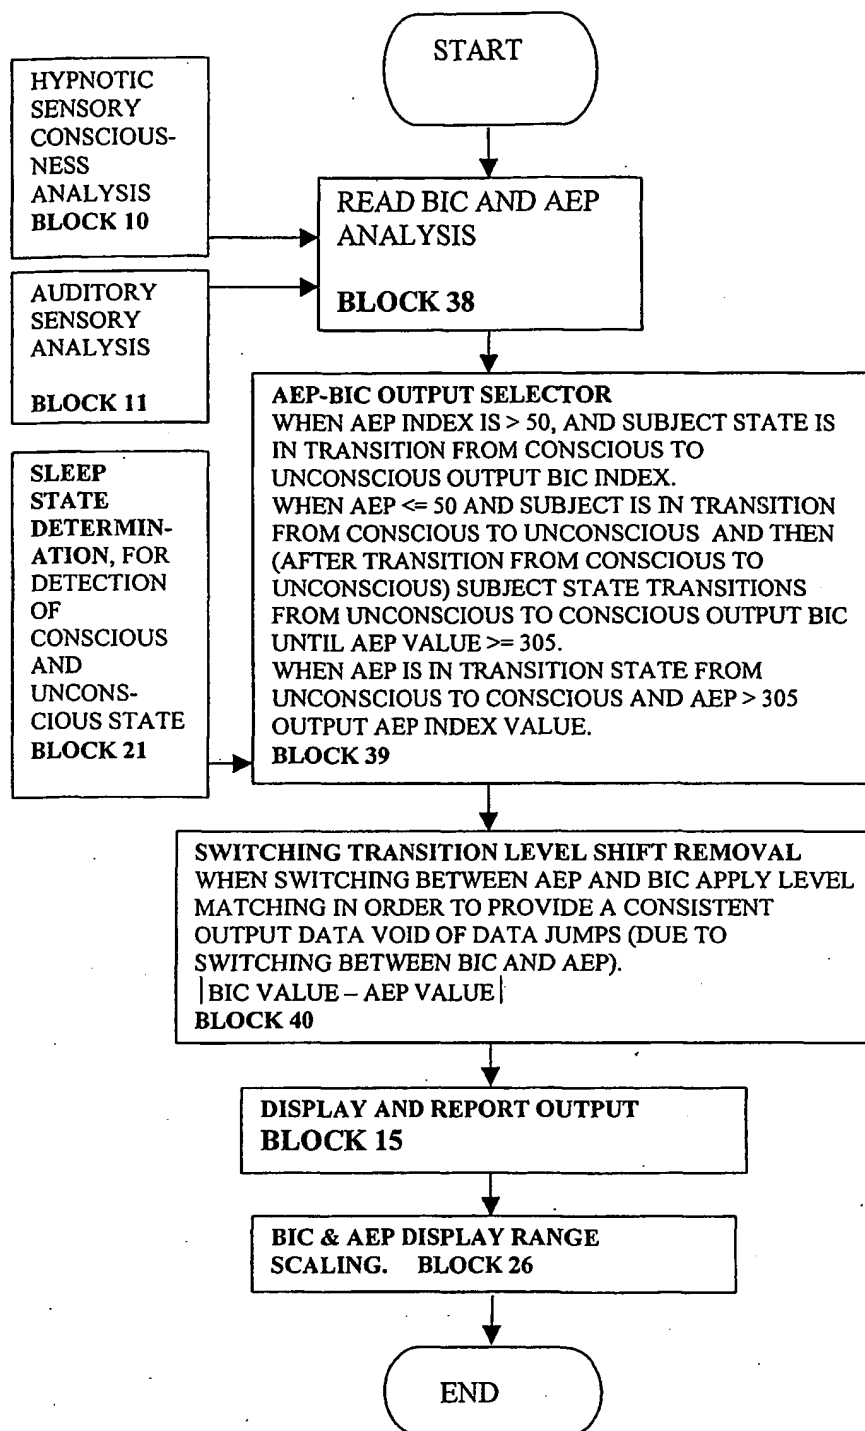 START
HYPNOTIC
SENSORY
CONSCIOUS-
NESS
ANALYSIS
BLOCK 10
READ BIC AND AEP
ANALYSIS
BLOCK 38
AUDITORY
SENSORY
ANALYSIS
BLOCK 11
AEP-BIC OUTPUT SELECTOR
WHEN AEP INDEX IS > 50, AND SUBJECT STATE IS
IN TRANSITION FROM CONSCIOUS TO
UNCONSCIOUS OUTPUT BIC INDEX.
WHEN AEP <= 50 AND SUBJECT IS IN TRANSITION
FROM CONSCIOUS TO UNCONSCIOUS AND THEN
(AFTER TRANSITION FROM CONSCIOUS TO
UNCONSCIOUS) SUBJECT STATE TRANSITIONS
FROM UNCONSCIOUS TO CONSCIOUS OUTPUT BIC
UNTIL AEP VALUE >= 305.
WHEN AEP IS IN TRANSITION STATE FROM
UNCONSCIOUS TO CONSCIOUS AND AEP > 305
OUTPUT AEP INDEX VALUE.
BLOCK 39
SLEEP
STATE
DETERMIN-
ATION, FOR
DETECTION
OF
CONSCIOUS
AND
UNCONS-
CIOUS STATE
BLOCK 21
SWITCHING TRANSITION LEVEL SHIFT REMOVAL
WHEN SWITCHING BETWEEN AEP AND BIC APPLY LEVEL
MATCHING IN ORDER TO PROVIDE A CONSISTENT
OUTPUT DATA VOID OF DATA JUMPS (DUE TO
SWITCHING BETWEEN BIC AND AEP).
|BIC VALUE – AEP VALUE|
BLOCK 40
DISPLAY AND REPORT OUTPUT
BLOCK 15
BIC & AEP DISPLAY RANGE
SCALING. BLOCK 26
END